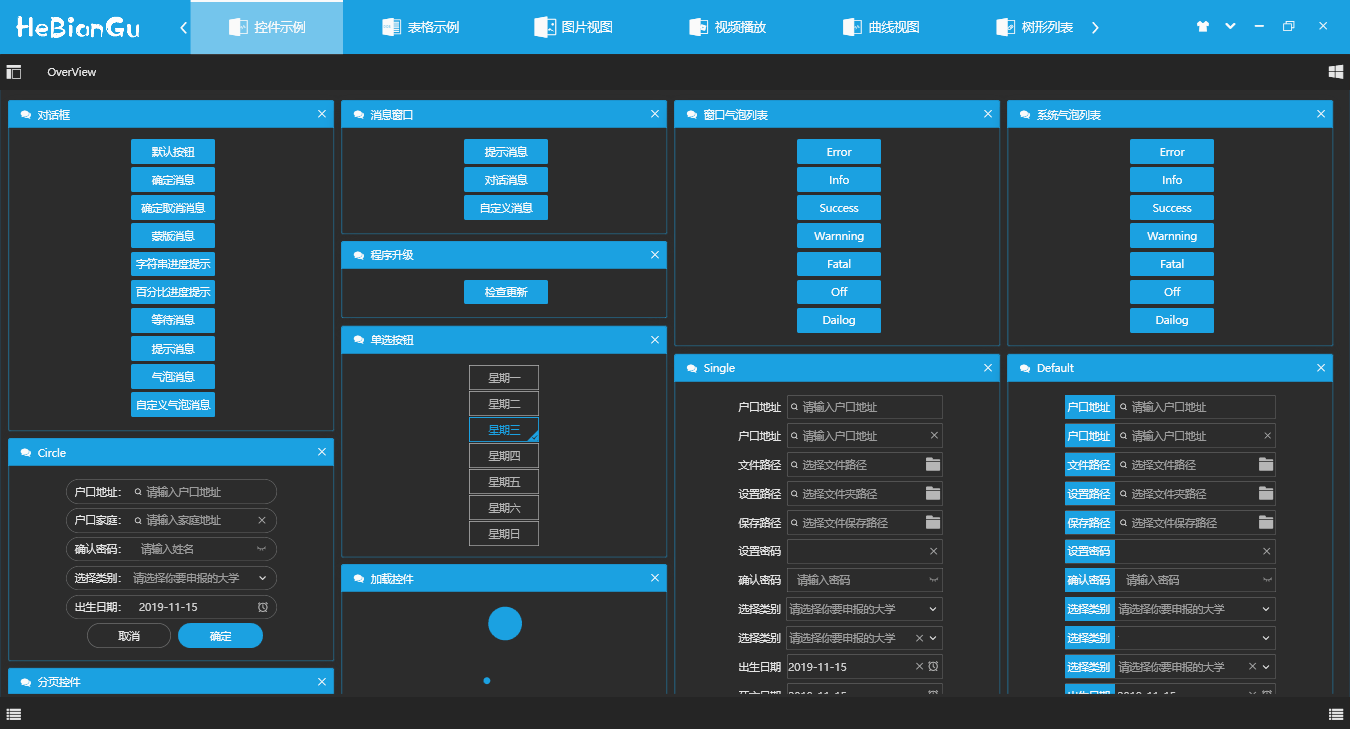 HeBianGu
控件示例
表格示例
图片视图
视频播放
曲线视图
树形列表
OverView
对话框
默认按钮
确定消息
确定取消消息
蒙版消息
字符串进度提示
百分比进度提示
等待消息
提示消息
气泡消息
自定义气泡消息
Circle
户口地址: 请输入户口地址
户口家庭: 请输入家庭地址
确认密码: 请输入姓名
选择类别: 请选择你要申报的大学
出生日期: 2019-11-15
取消 确定
分页控件
消息窗口
提示消息
对话消息
自定义消息
程序升级
检查更新
单选按钮
星期一
星期二
星期三
星期四
星期五
星期六
星期日
加载控件
窗口气泡列表
Error
Info
Success
Warnning
Fatal
Off
Dailog
Single
户口地址 请输入户口地址
户口地址 请输入户口地址
文件路径 选择文件路径
设置路径 选择文件夹路径
保存路径 选择文件保存路径
设置密码
确认密码 请输入密码
选择类别 请选择你要申报的大学
选择类别 请选择你要申报的大学
出生日期 2019-11-15
系统气泡列表
Error
Info
Success
Warnning
Fatal
Off
Dailog
Default
户口地址 请输入户口地址
户口地址 请输入户口地址
文件路径 选择文件路径
设置路径 选择文件夹路径
保存路径 选择文件保存路径
设置密码
确认密码 请输入密码
选择类别 请选择你要申报的大学
选择类别
选择类别 请选择你要申报的大学